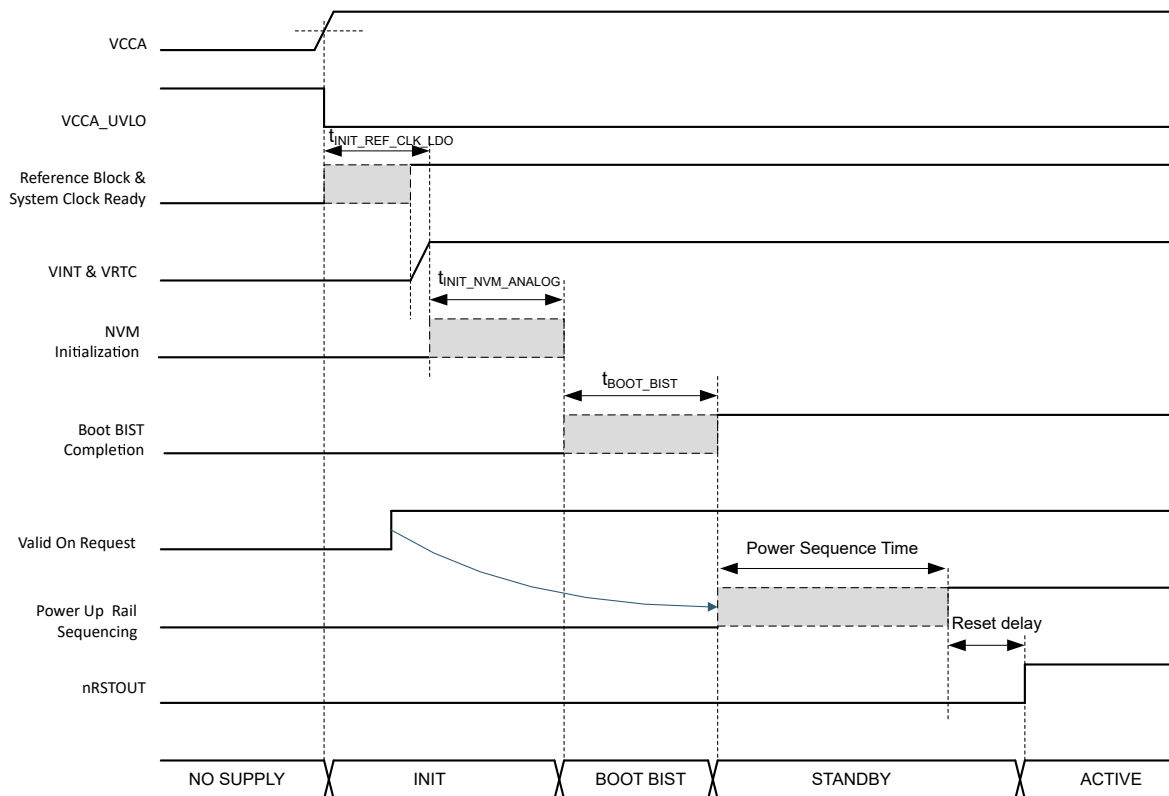 VCCA
VCCA_UVLO
tINIT_REF_CLK_LDO
Reference Block &
System Clock Ready
VINT & VRTC
tINIT_NVM_ANALOG
NVM
Initialization
tBOOT_BIST
Boot BIST
Completion
Valid On Request
Power Sequence Time
Power Up Rail
Sequencing
Reset delay
nRSTOUT
NO SUPPLY INIT BOOT BIST STANDBY ACTIVE